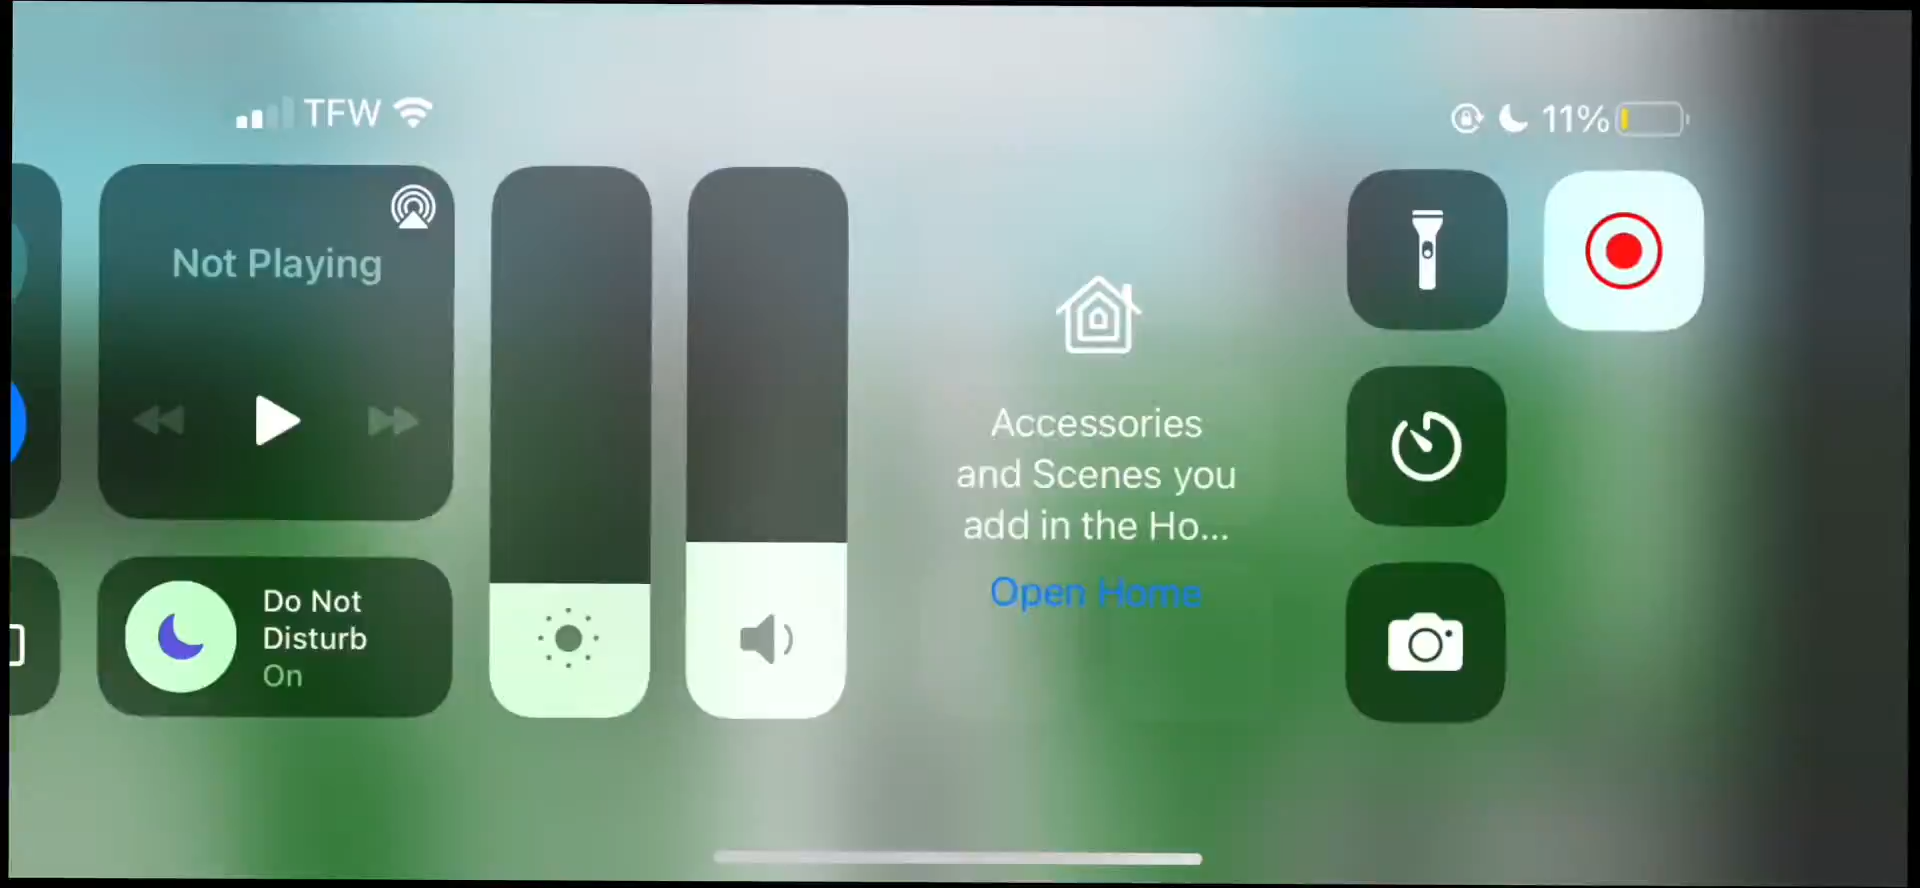 TFW
11%
Not Playing
Do Not
Disturb
On
Accessories
and Scenes you
add in the Ho...
Open Home